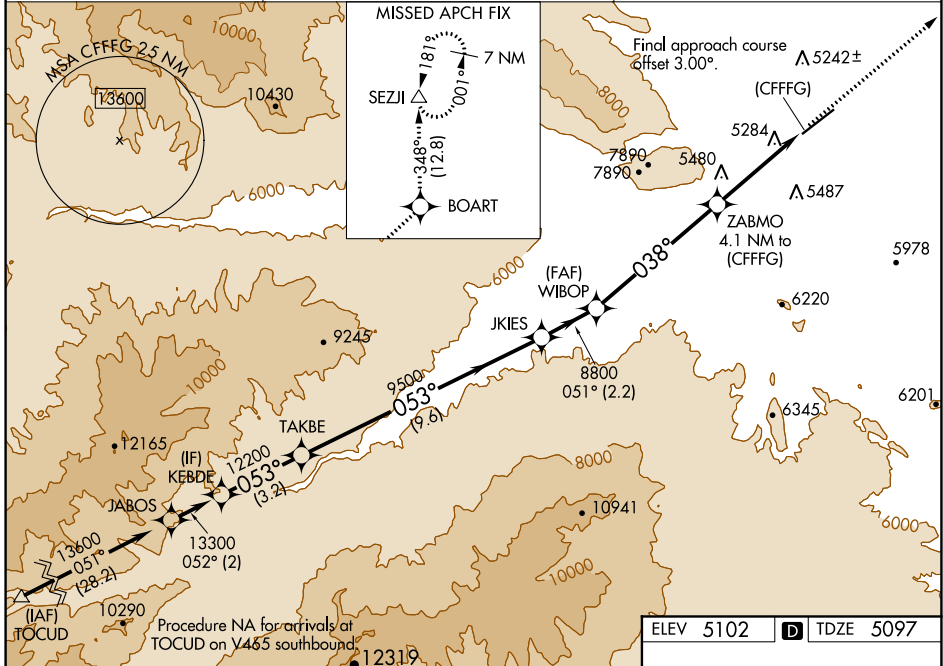 MISSED APCH FIX
181°
001°
7 NM
SEZJI
348°
(12.8)
BOART
MSA CFFFG 25 NM
13600
10000
10430
6000
Final approach course
offset 3.00°.
5242±
(CFFFG)
8000
5284
7890
7890
5480
5487
ZABMO
4.1 NM to
(CFFFG)
038°
5978
6000
(FAF)
WIBOP
6220
JKIES
8800
051° (2.2)
9245
10000
9500
053°
(9.6)
6345
6201
TAKBE
12165
(IF)
KEBDE
12200
053°
(3.2)
8000
JABOS
13300
052° (2)
10941
6000
13600
051°
(28.2)
10000
(IAF)
TOCUD
10290
Procedure NA for arrivals at
TOCUD on V465 southbound.
12319
ELEV 5102 D TDZE 5097